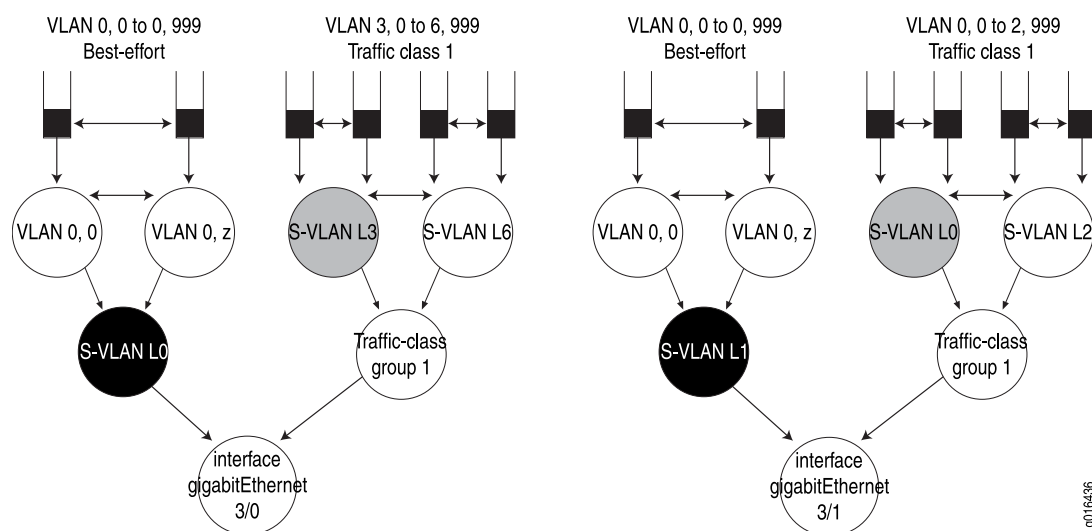 VLAN 0, 0 to 0, 999
Best-effort
VLAN 3, 0 to 6, 999
Traffic class 1
VLAN 0, 0 to 0, 999
Best-effort
VLAN 0, 0 to 2, 999
Traffic class 1
VLAN 0, 0
VLAN 0, z
S-VLAN L3
S-VLAN L6
VLAN 0, 0
VLAN 0, z
S-VLAN L0
S-VLAN L2
S-VLAN L0
Traffic-class
group 1
S-VLAN L1
Traffic-class
group 1
interface
gigabitEthernet
3/0
interface
gigabitEthernet
3/1
g016436